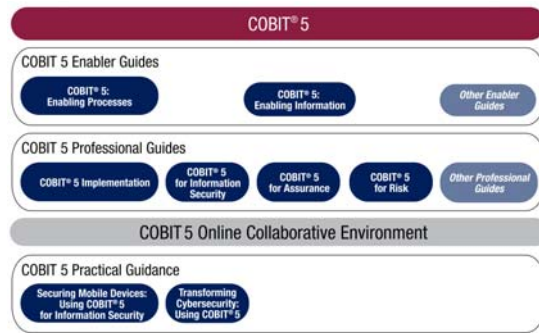 COBIT® 5
COBIT 5 Enabler Guides
COBIT® 5:
Enabling Processes
COBIT® 5:
Enabling Information
Other Enabler
Guides
COBIT 5 Professional Guides
COBIT® 5 Implementation
COBIT® 5
for Information
Security
COBIT® 5
for Assurance
COBIT® 5
for Risk
Other Professional
Guides
COBIT 5 Online Collaborative Environment
COBIT 5 Practical Guidance
Securing Mobile Devices:
Using COBIT® 5
for Information Security
Transforming
Cybersecurity:
Using COBIT® 5